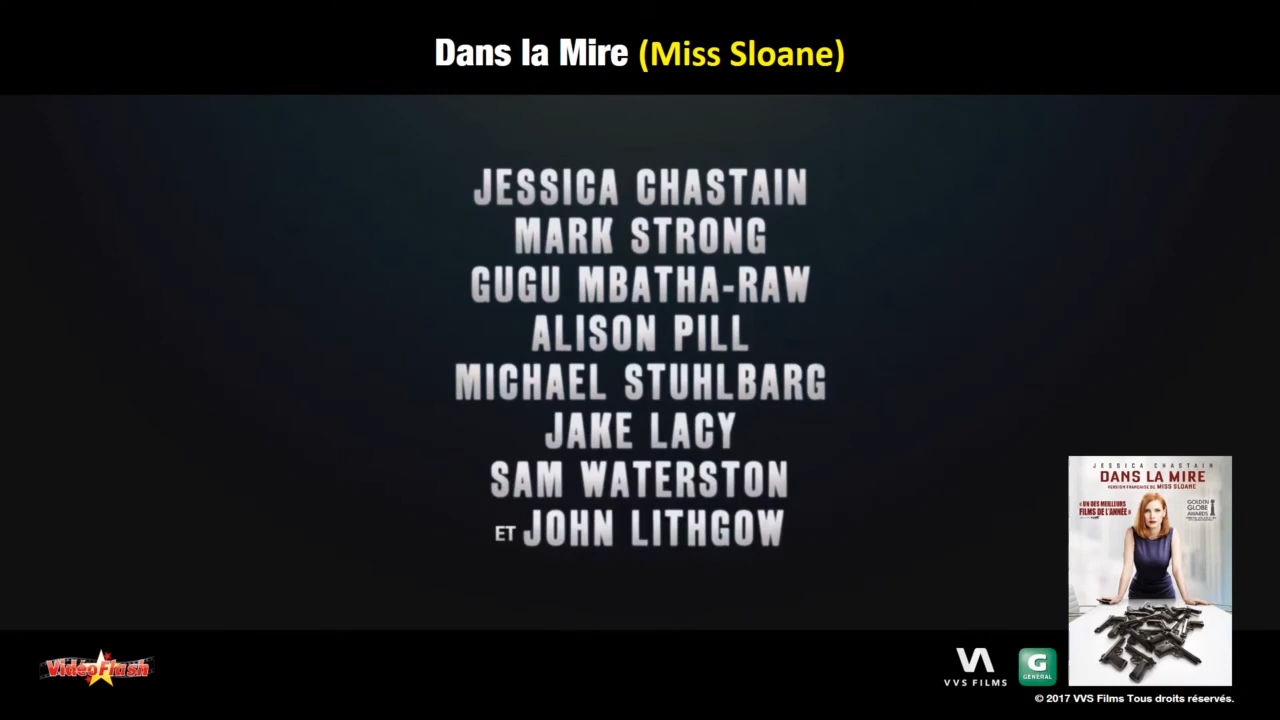 Dans la Mire (Miss Sloane)
JESSICA CHASTAIN
MARK STRONG
GUGU MBATHA-RAW
ALISON PILL
MICHAEL STUHLBARG
JAKE LACY
SAM WATERSTON
ET JOHN LITHGOW
JESSICA CHASTAIN
DANS LA MIRE
VERSION FRANÇAISE DE MISS SLOANE
« UN DES MEILLEURS
FILMS DE L'ANNÉE »
GOLDEN
GLOBE
AWARDS
VidéoFlash
VVS FILMS
G
GENERAL
© 2017 VVS Films Tous droits réservés.